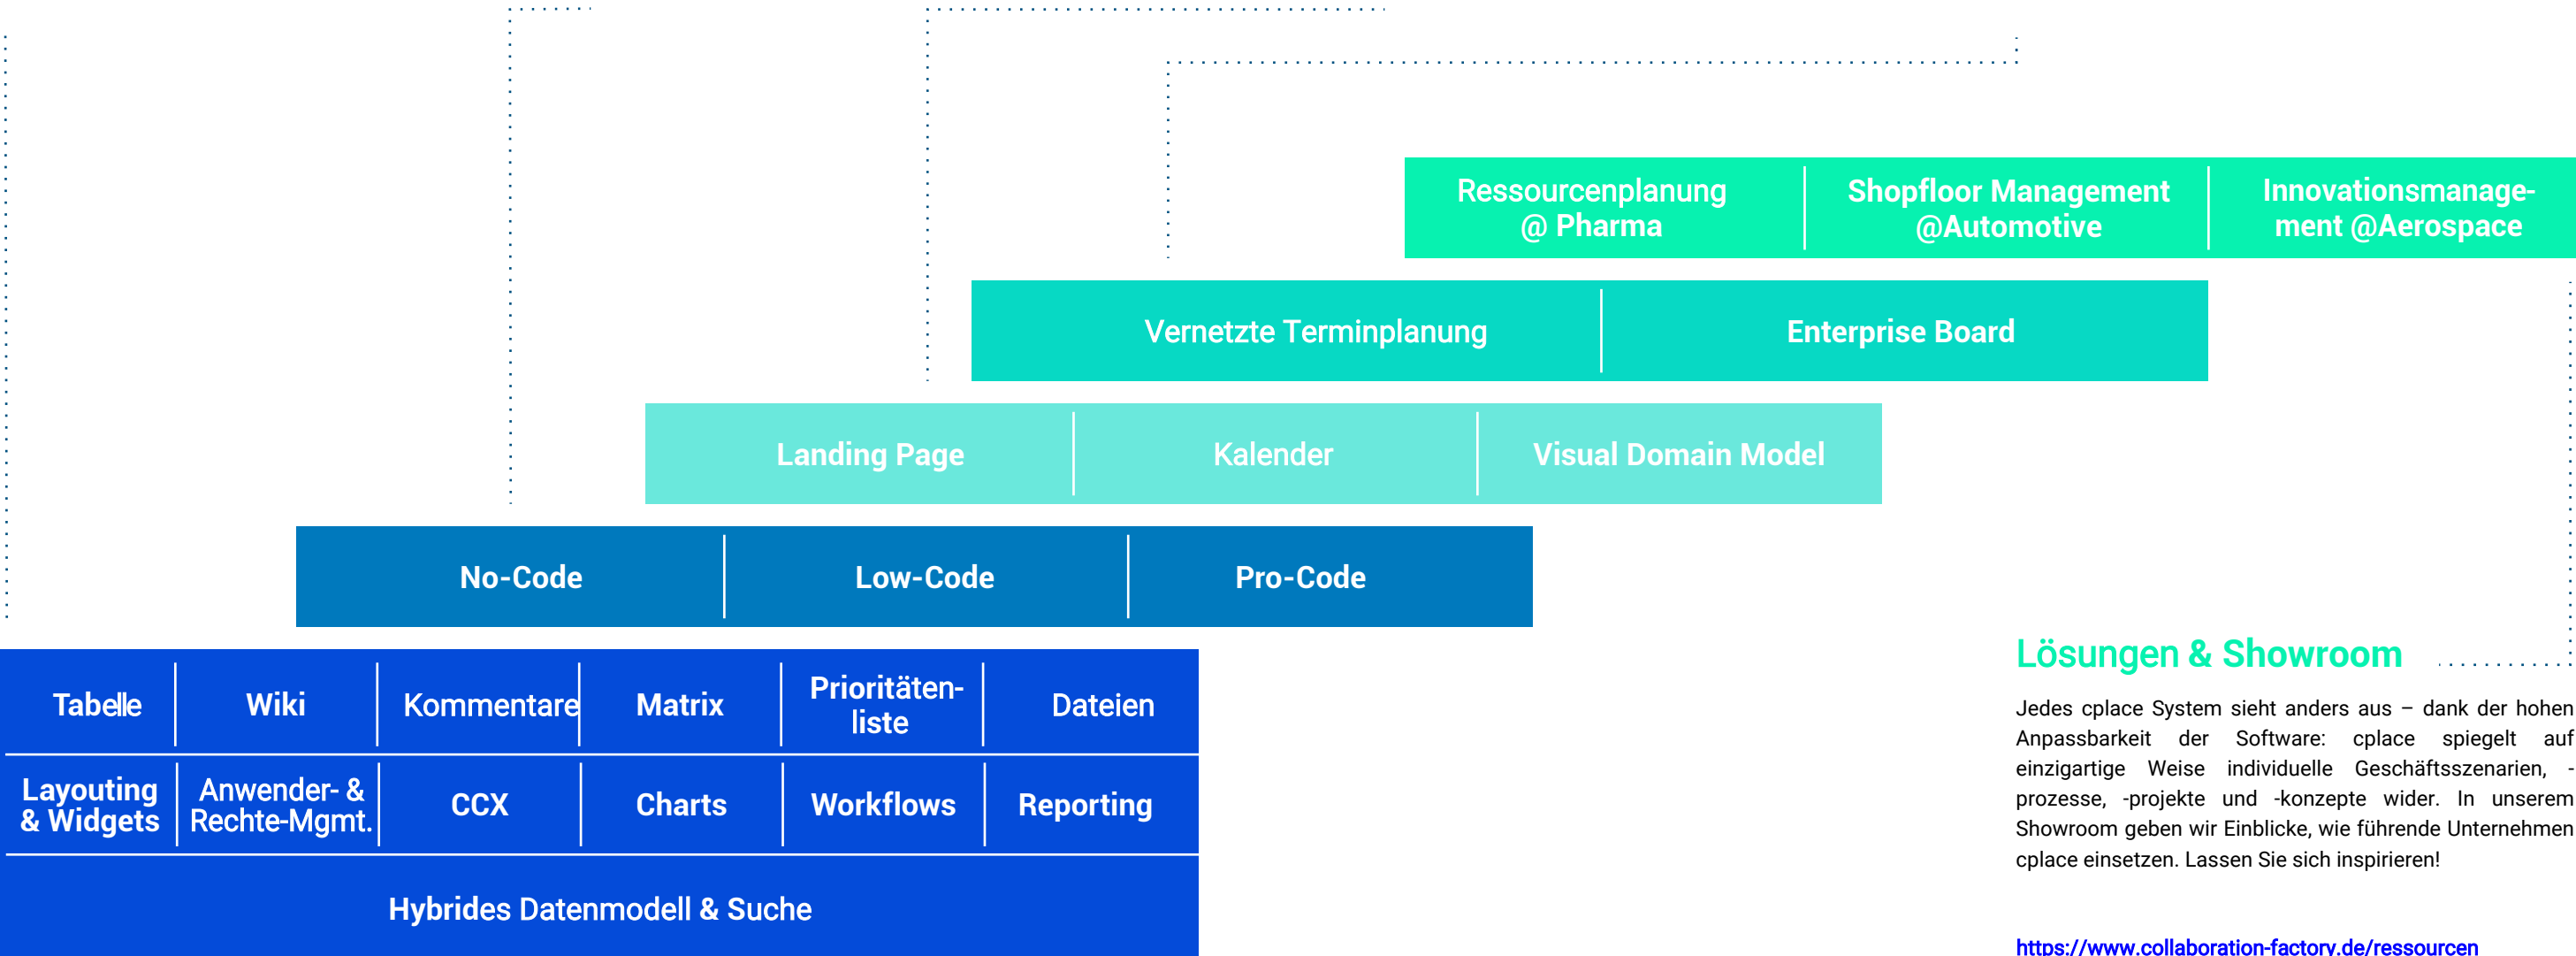 Ressourcenplanung
@ Pharma
Shopfloor Management
@Automotive
Innovationsmanage-
ment @Aerospace
Vernetzte Terminplanung
Enterprise Board
Landing Page
Kalender
Visual Domain Model
No-Code
Low-Code
Pro-Code
Tabelle
Wiki
Kommentare
Matrix
Prioritäten-
liste
Dateien
Layouting
& Widgets
Anwender- &
Rechte-Mgmt.
CCX
Charts
Workflows
Reporting
Hybrides Datenmodell & Suche
Lösungen & Showroom
Jedes cplace System sieht anders aus – dank der hohen
Anpassbarkeit der Software: cplace spiegelt auf
einzigartige Weise individuelle Geschäftsszenarien, -
prozesse, -projekte und -konzepte wider. In unserem
Showroom geben wir Einblicke, wie führende Unternehmen
cplace einsetzen. Lassen Sie sich inspirieren!
https://www.collaboration-factory.de/ressourcen